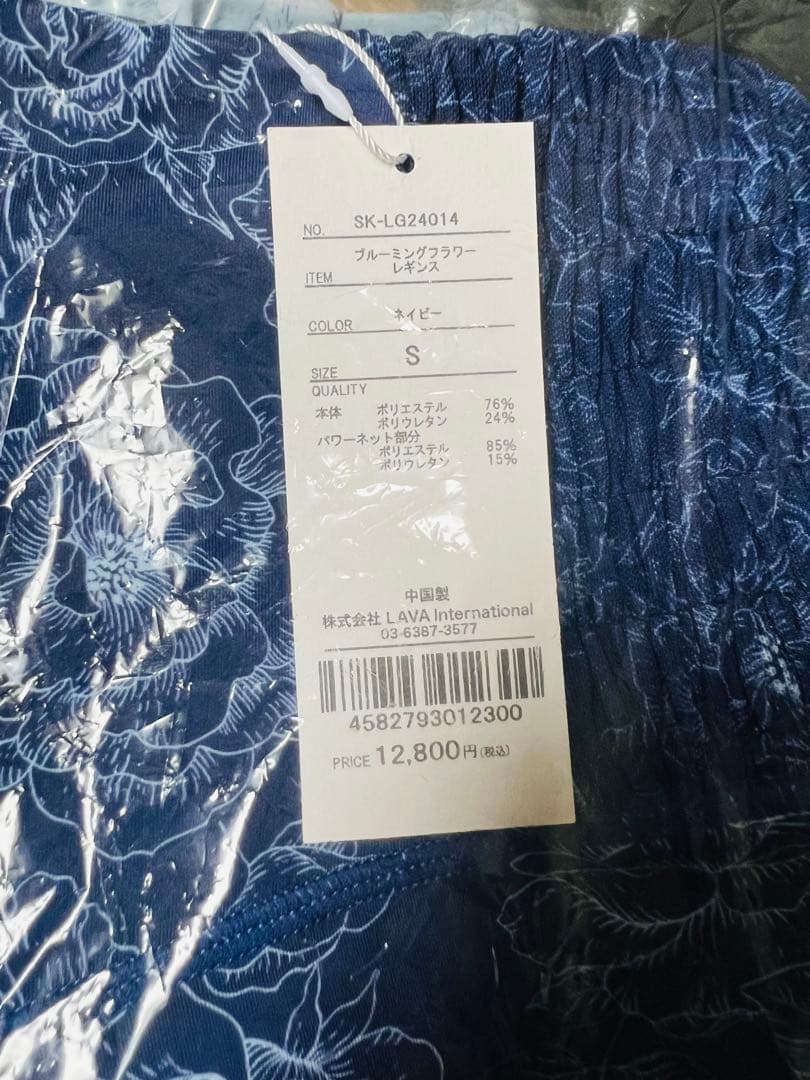 NO. SK-LG24014
ブルーミングフラワー
レギンス
ITEM
COLOR ネイビー
SIZE S
QUALITY
本体 ポリエステル 76%
ポリウレタン 24%
パワーネット部分
ポリエステル 85%
ポリウレタン 15%
中国製
株式会社 LAVA International
03-6387-3577
4582793012300
PRICE 12,800円(税込)